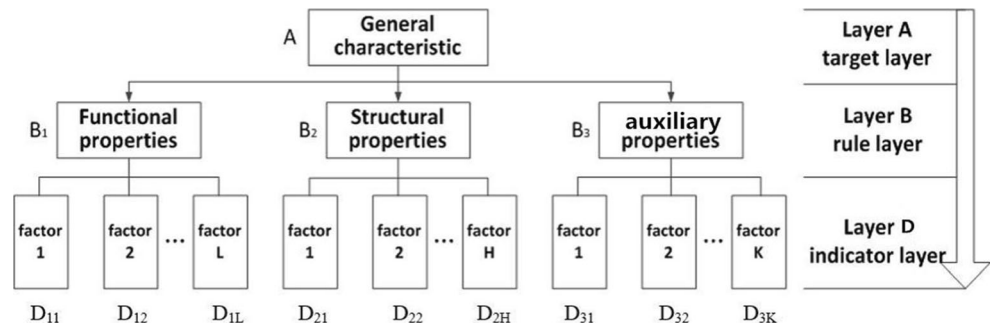 A
General
characteristic
Layer A
target layer
B₁
Functional
properties
B₂
Structural
properties
B₃
auxiliary
properties
Layer B
rule layer
factor
1
factor
2
...
factor
L
factor
1
factor
2
...
factor
H
factor
1
factor
2
...
factor
K
Layer D
indicator layer
D₁₁ D₁₂ D₁L D₂₁ D₂₂ D₂H D₃₁ D₃₂ D₃K